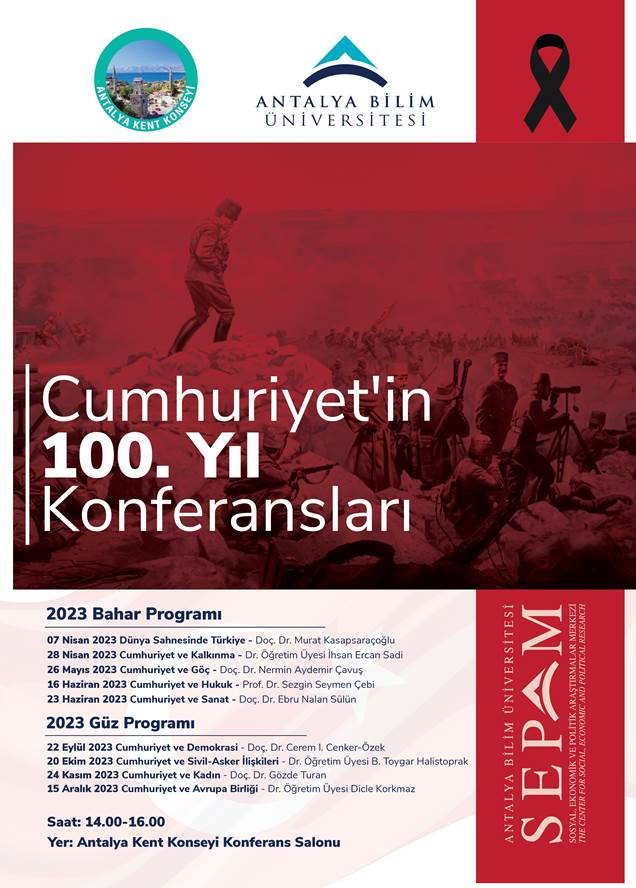 ANTALYA KENT KONSEYİ
ANTALYA BİLİM
ÜNİVERSİTESİ
Cumhuriyet'in
100. Yıl
Konferansları
2023 Bahar Programı
07 Nisan 2023 Dünya Sahnesinde Türkiye - Doç. Dr. Murat Kasapsaraçoğlu
28 Nisan 2023 Cumhuriyet ve Kalkınma - Dr. Öğretim Üyesi İhsan Ercan Sadi
26 Mayıs 2023 Cumhuriyet ve Göç - Doç. Dr. Nermin Aydemir Çavuş
16 Haziran 2023 Cumhuriyet ve Hukuk - Prof. Dr. Sezgin Seymen Çebi
23 Haziran 2023 Cumhuriyet ve Sanat - Doç. Dr. Ebru Nalan Sülün
2023 Güz Programı
22 Eylül 2023 Cumhuriyet ve Demokrasi - Doç. Dr. Cerem I. Cenker-Özek
20 Ekim 2023 Cumhuriyet ve Sivil-Asker İlişkileri - Dr. Öğretim Üyesi B. Toygar Halistoprak
24 Kasım 2023 Cumhuriyet ve Kadın - Doç. Dr. Gözde Turan
15 Aralık 2023 Cumhuriyet ve Avrupa Birliği - Dr. Öğretim Üyesi Dicle Korkmaz
Saat: 14.00-16.00
Yer: Antalya Kent Konseyi Konferans Salonu
ANTALYA BİLİM ÜNİVERSİTESİ
SEPAM
SOSYAL, EKONOMİK VE POLİTİK ARAŞTIRMALAR MERKEZİ
THE CENTER FOR SOCIAL, ECONOMIC AND POLITICAL RESEARCH